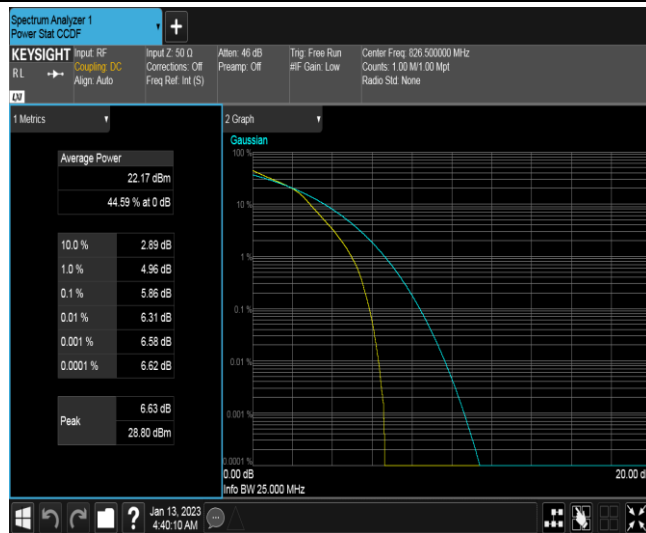 Spectrum Analyzer 1
Power Stat CCDF
+
KEYSIGHT
RL
LXI
Input: RF
Coupling: DC
Align: Auto
Input Z: 50 Ω
Corrections: Off
Freq Ref: Int (S)
Atten: 46 dB
Preamp: Off
Trig: Free Run
#IF Gain: Low
Center Freq: 826.500000 MHz
Counts: 1.00 M/1.00 Mpt
Radio Std: None
1 Metrics
Average Power
22.17 dBm
44.59 % at 0 dB
10.0 % 2.89 dB
1.0 % 4.96 dB
0.1 % 5.86 dB
0.01 % 6.31 dB
0.001 % 6.58 dB
0.0001 % 6.62 dB
Peak
6.63 dB
28.80 dBm
2 Graph
Gaussian
100 %
10 %
1 %
0.1 %
0.01 %
0.001 %
0.0001 %
0.00 dB
20.00 d
Info BW 25.000 MHz
?
Jan 13, 2023
4:40:10 AM